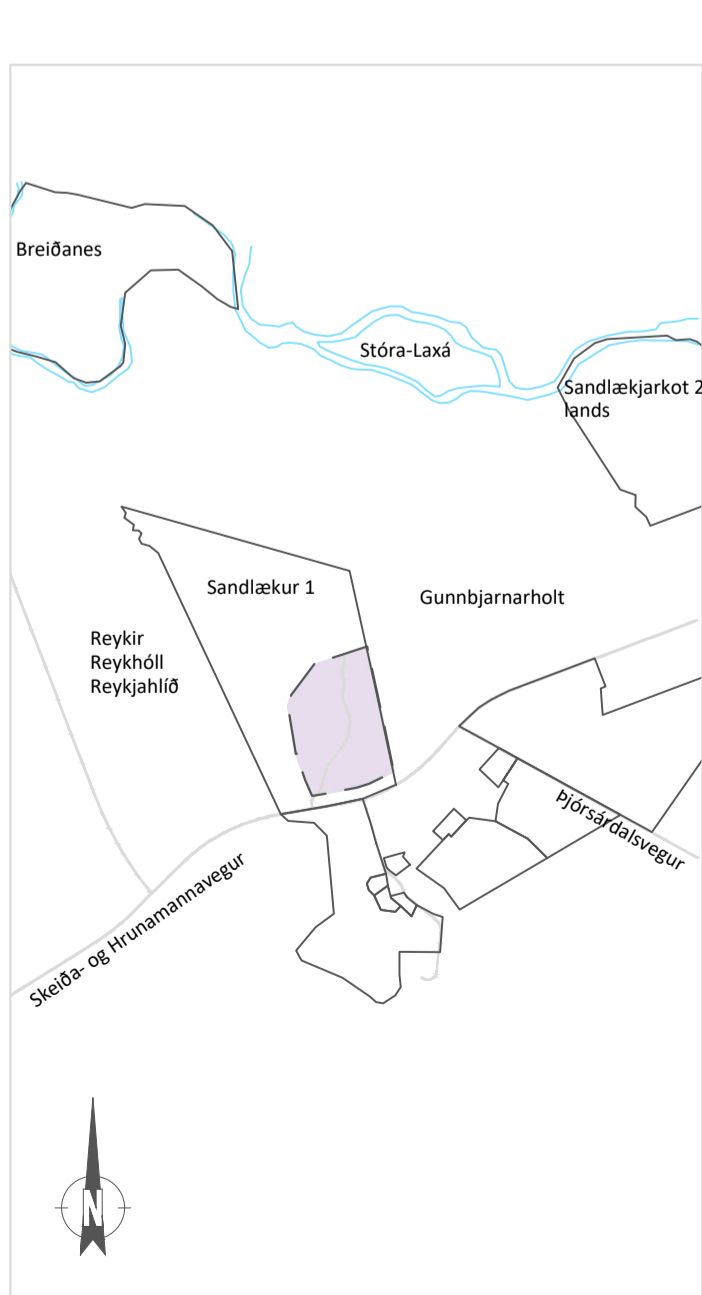 Breiðanes
Stóra-Laxá
Sandlækjarkot 2
lands
Sandlækur 1
Gunnbjarnarholt
Reykir
Reykhóll
Reykjahlíð
Þjórsárdalsvegur
Skeiða- og Hrunamannavegur
N